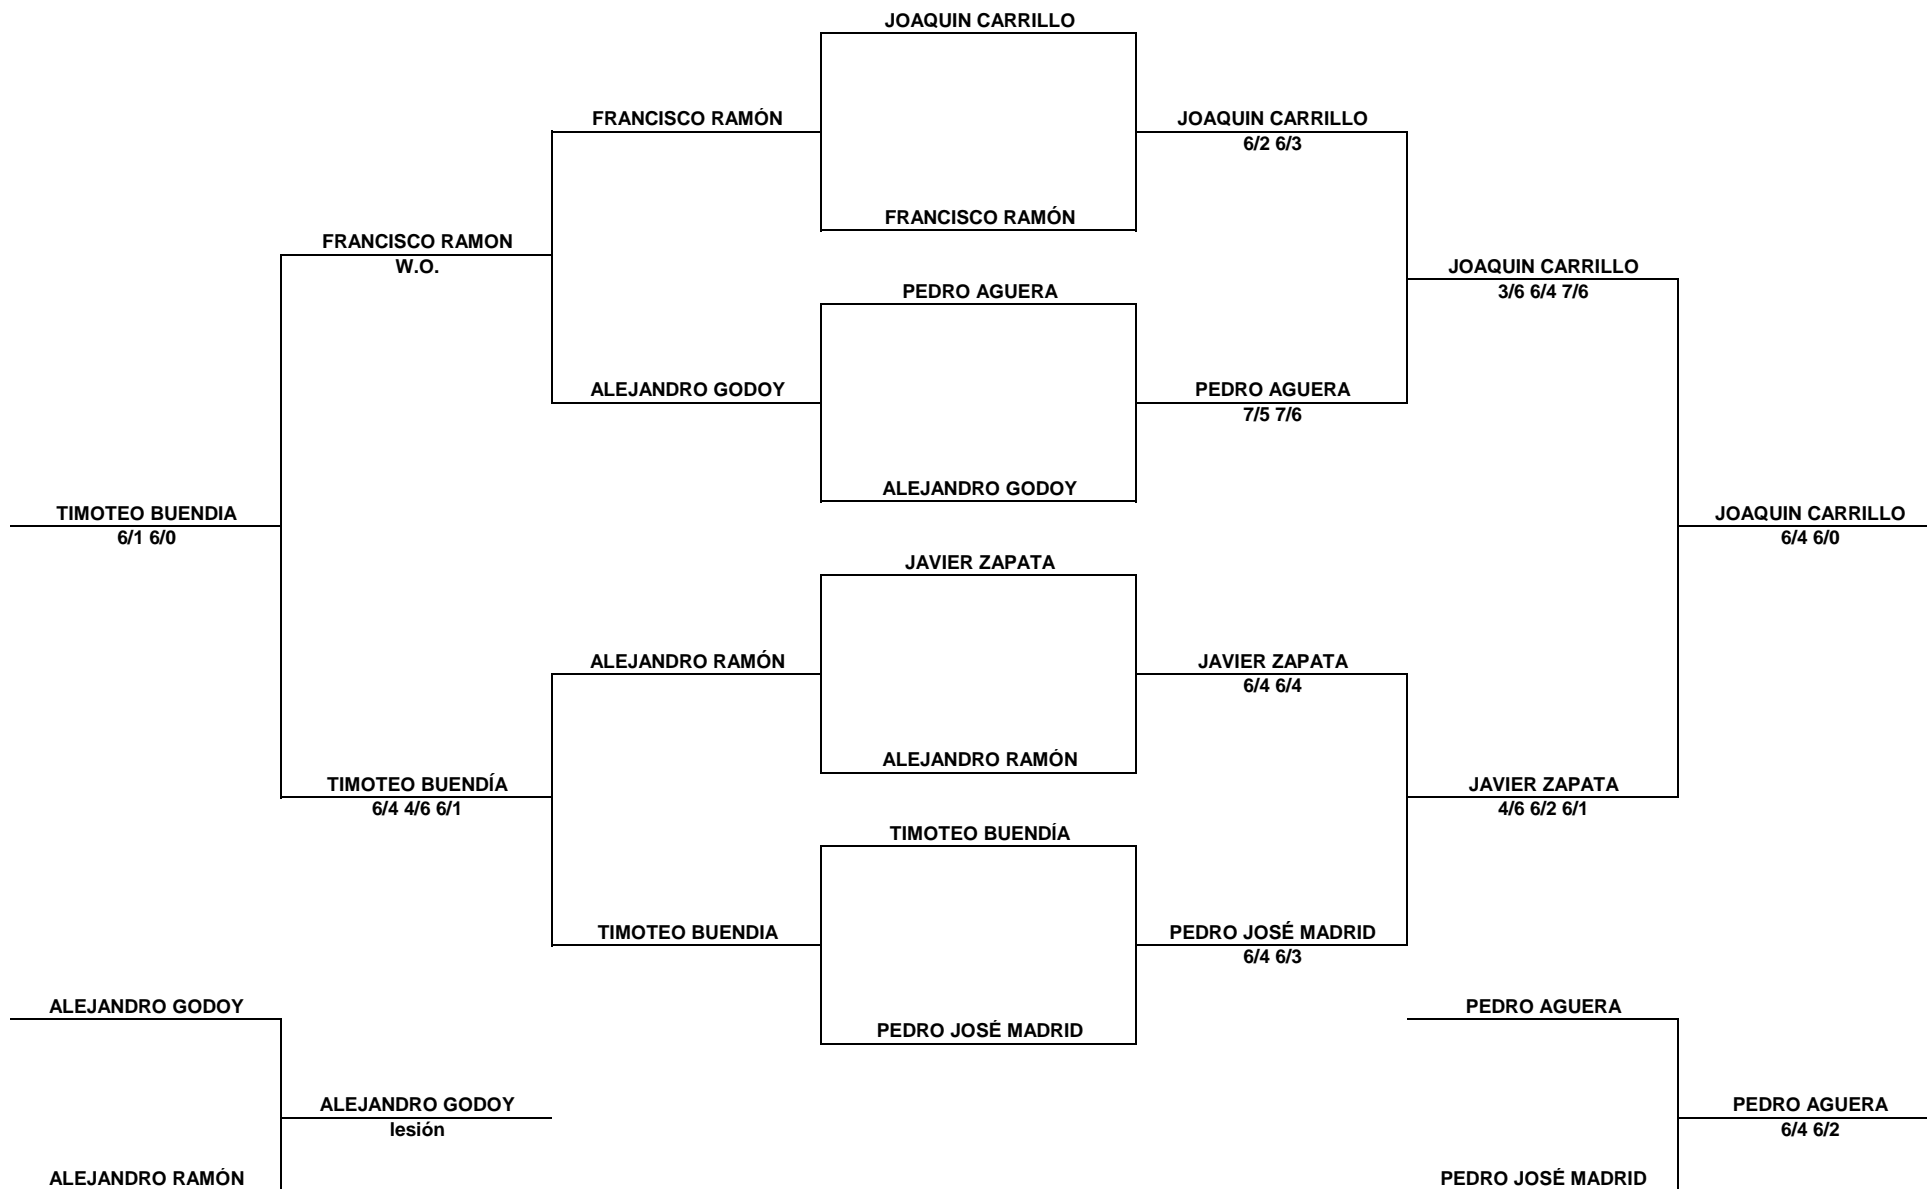 JOAQUIN CARRILLO
FRANCISCO RAMÓN
JOAQUIN CARRILLO
6/2 6/3
FRANCISCO RAMÓN
FRANCISCO RAMON
W.O.
JOAQUIN CARRILLO
3/6 6/4 7/6
PEDRO AGUERA
ALEJANDRO GODOY
PEDRO AGUERA
7/5 7/6
ALEJANDRO GODOY
TIMOTEO BUENDIA
6/1 6/0
JOAQUIN CARRILLO
6/4 6/0
JAVIER ZAPATA
ALEJANDRO RAMÓN
JAVIER ZAPATA
6/4 6/4
ALEJANDRO RAMÓN
TIMOTEO BUENDÍA
6/4 4/6 6/1
JAVIER ZAPATA
4/6 6/2 6/1
TIMOTEO BUENDÍA
TIMOTEO BUENDIA
PEDRO JOSÉ MADRID
6/4 6/3
ALEJANDRO GODOY
PEDRO AGUERA
PEDRO JOSÉ MADRID
ALEJANDRO GODOY
lesión
PEDRO AGUERA
6/4 6/2
ALEJANDRO RAMÓN
PEDRO JOSÉ MADRID